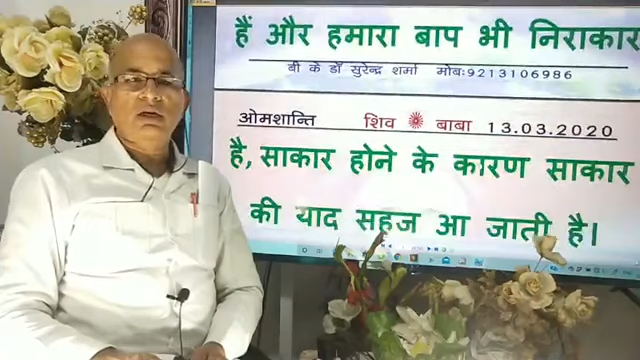 हैं और हमारा बाप भी निराकार
बी के डॉ सुरेन्द्र शर्मा मोबः9213106986
ओमशान्ति शिव बाबा 13.03.2020
है, साकार होने के कारण साकार
की याद सहज आ जाती है।